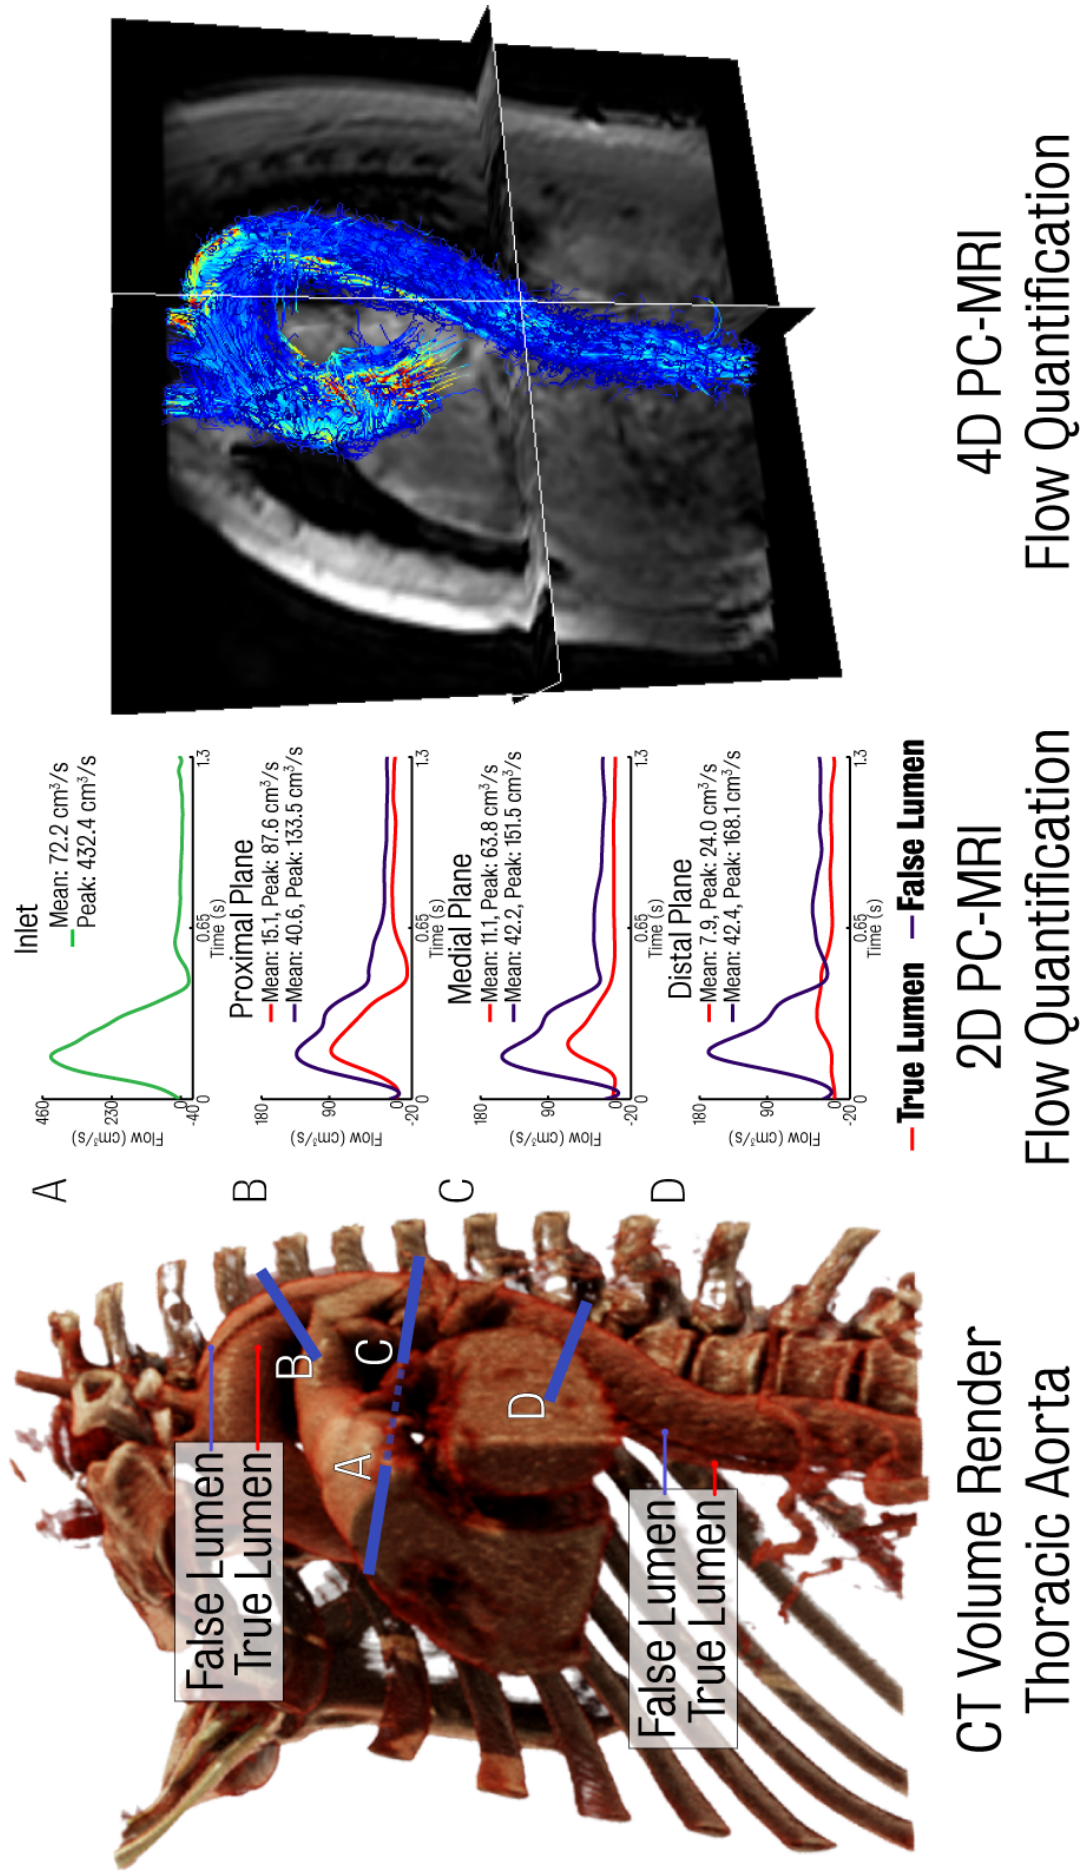 False Lumen
True Lumen
A
B
C
D
False Lumen
True Lumen
CT Volume Render
Thoracic Aorta
A
Inlet
Mean: 72.2 cm³/s
Peak: 432.4 cm³/s
Flow (cm³/s)
460
230
0
-40
0.65
1.3
Time (s)
B
Proximal Plane
Mean: 15.1, Peak: 87.6 cm³/s
Mean: 40.6, Peak: 133.5 cm³/s
Flow (cm³/s)
180
90
0
-20
0
0.65
1.3
Time (s)
C
Medial Plane
Mean: 11.1, Peak: 63.8 cm³/s
Mean: 42.2, Peak: 151.5 cm³/s
Flow (cm³/s)
180
90
0
-20
0
0.65
1.3
Time (s)
D
Distal Plane
Mean: 7.9, Peak: 24.0 cm³/s
Mean: 42.4, Peak: 168.1 cm³/s
Flow (cm³/s)
180
90
0
-20
0
0.65
1.3
Time (s)
True Lumen False Lumen
2D PC-MRI
Flow Quantification
4D PC-MRI
Flow Quantification